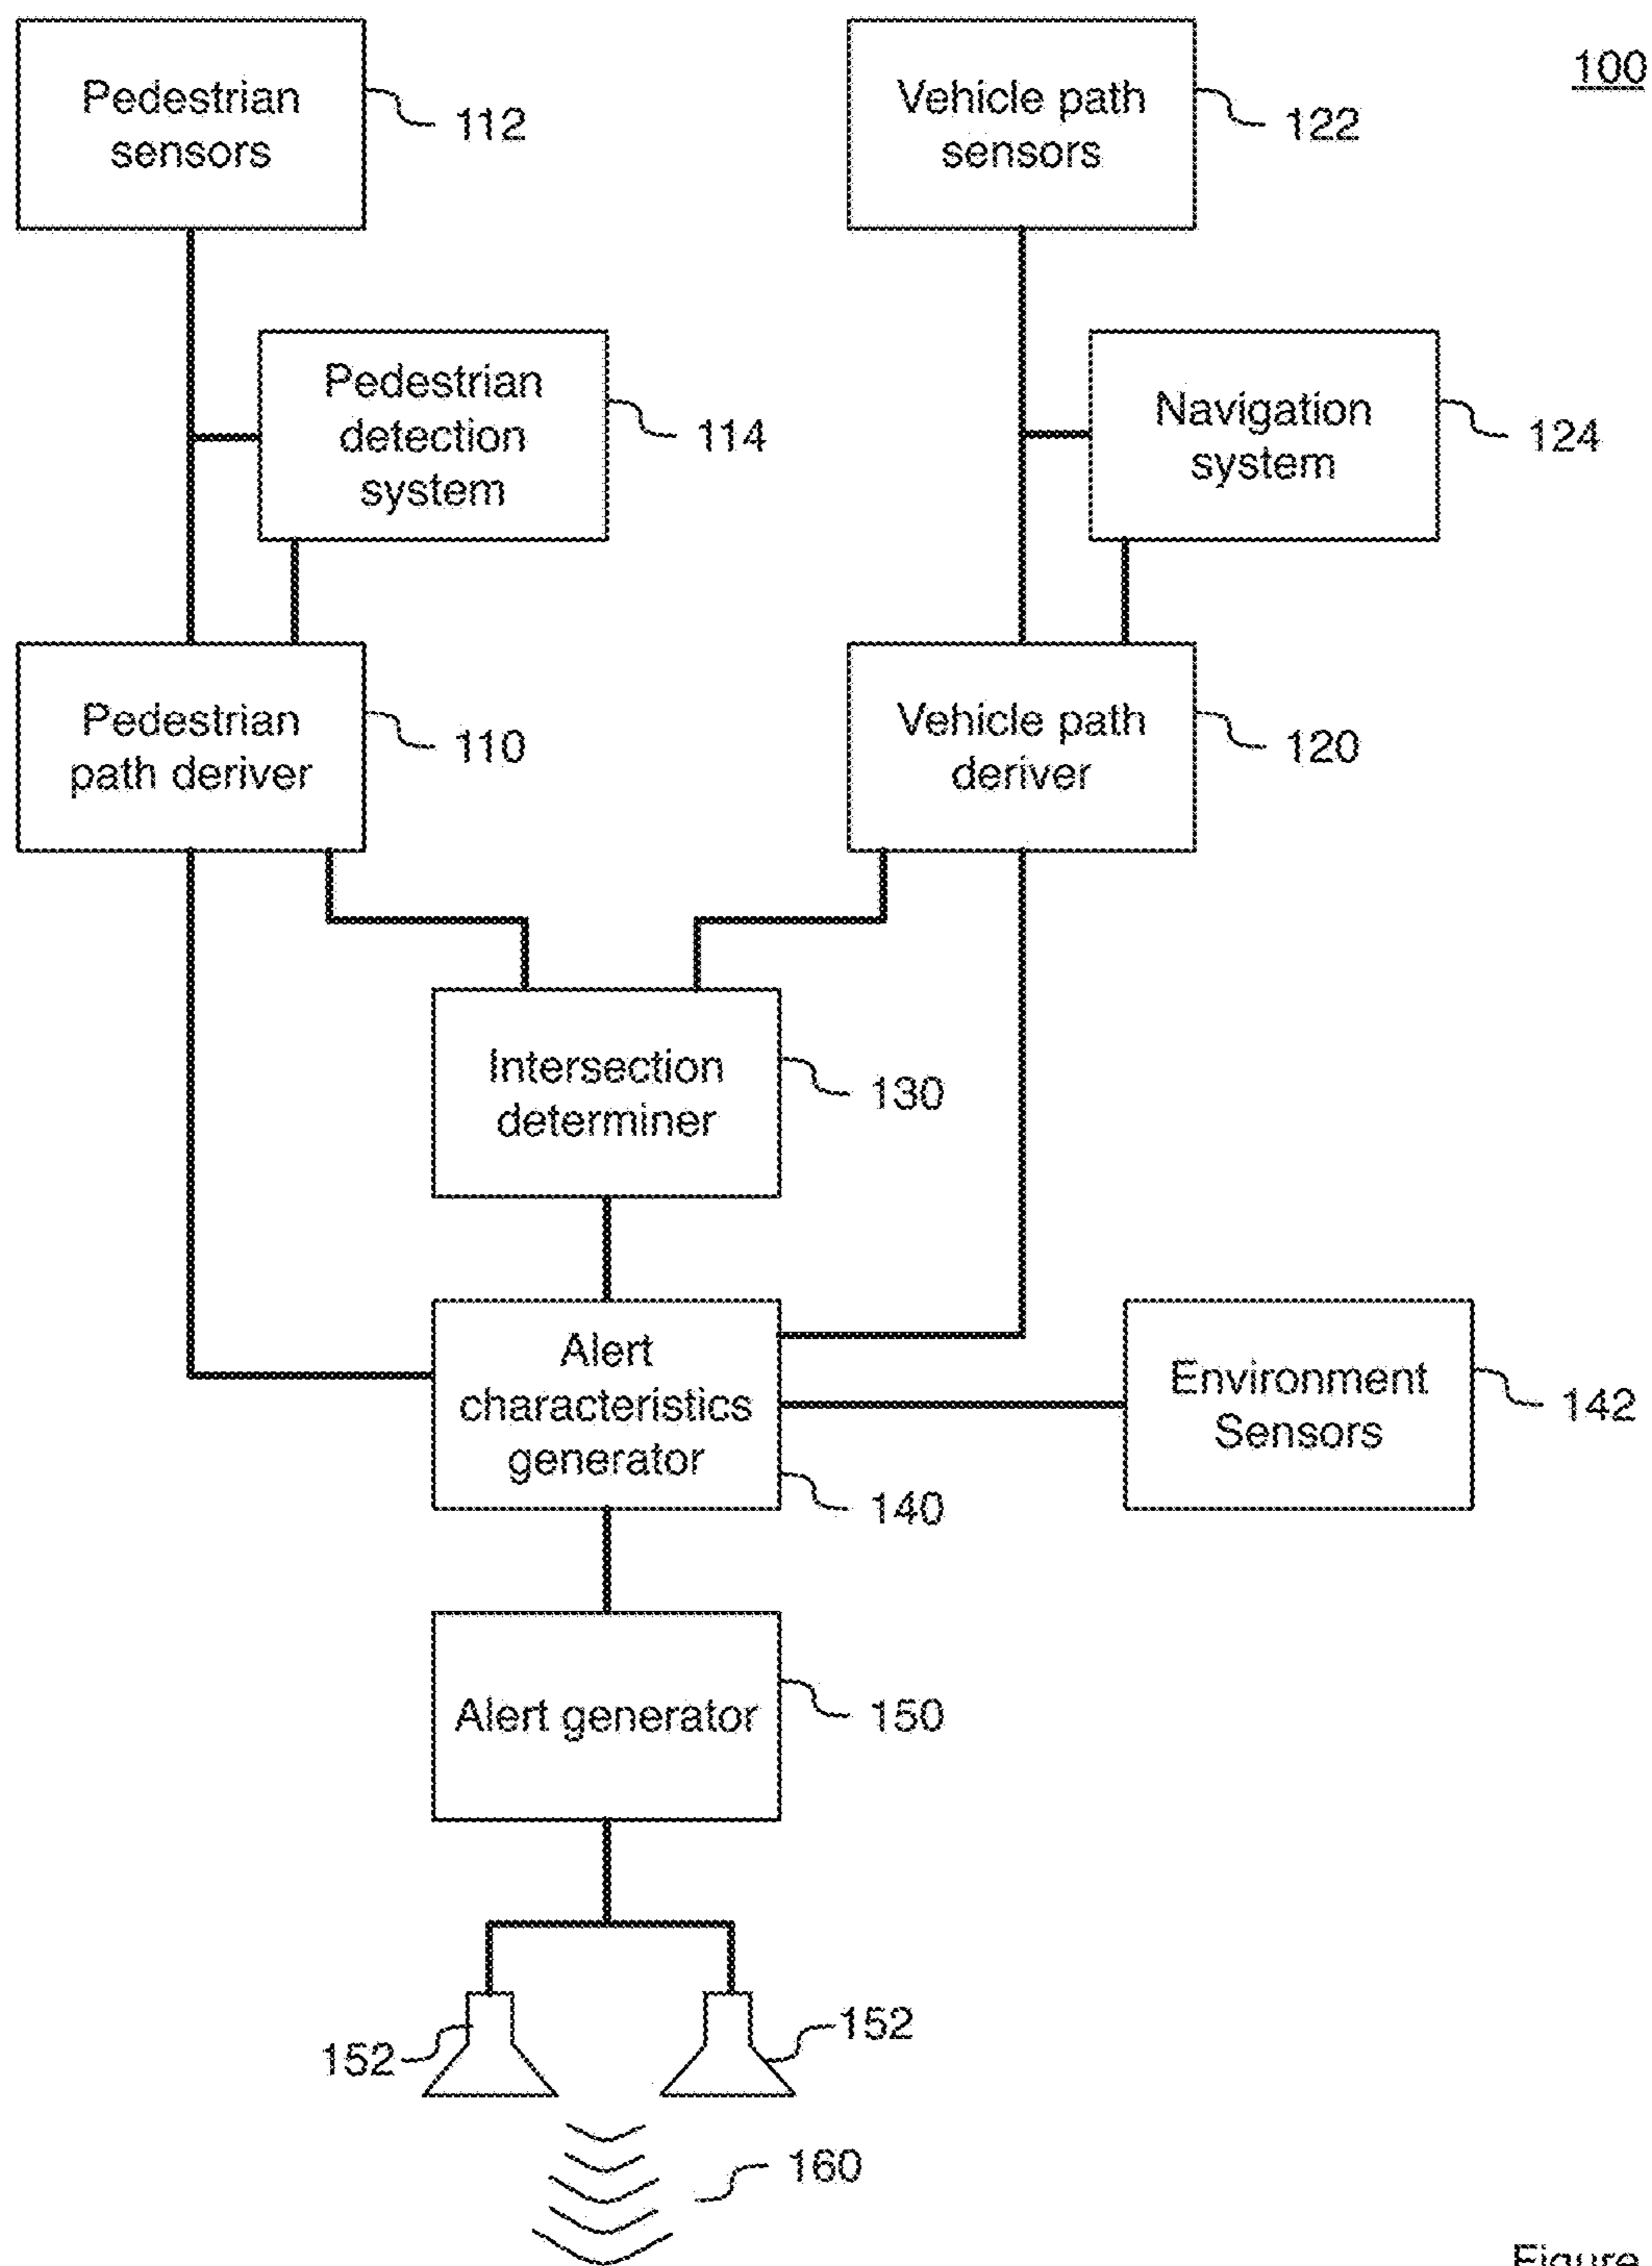 100
Pedestrian
sensors
112
Vehicle path
sensors
122
Pedestrian
detection
system
114
Navigation
system
124
Pedestrian
path deriver
110
Vehicle path
deriver
120
Intersection
determiner
130
Alert
characteristics
generator
140
Environment
Sensors
142
Alert generator
150
152
152
160
Figure